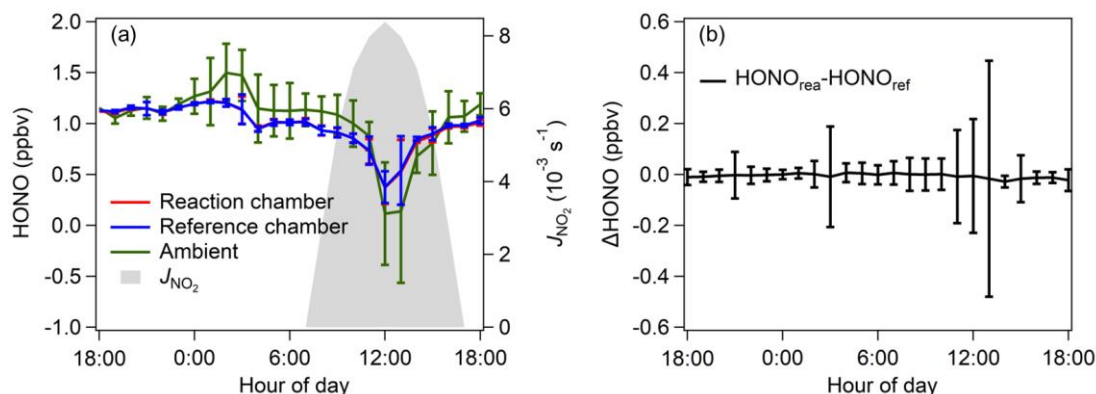 (a)
2.0
1.5
1.0
0.5
0.0
-0.5
-1.0
HONO (ppbv)
Reaction chamber
Reference chamber
Ambient
J_NO₂
8
6
4
2
0
J_NO₂ (10⁻³ s⁻¹)
18:00 0:00 6:00 12:00 18:00
Hour of day
(b)
0.6
0.4
0.2
0.0
-0.2
-0.4
-0.6
ΔHONO (ppbv)
HONO_rea-HONO_ref
18:00 0:00 6:00 12:00 18:00
Hour of day